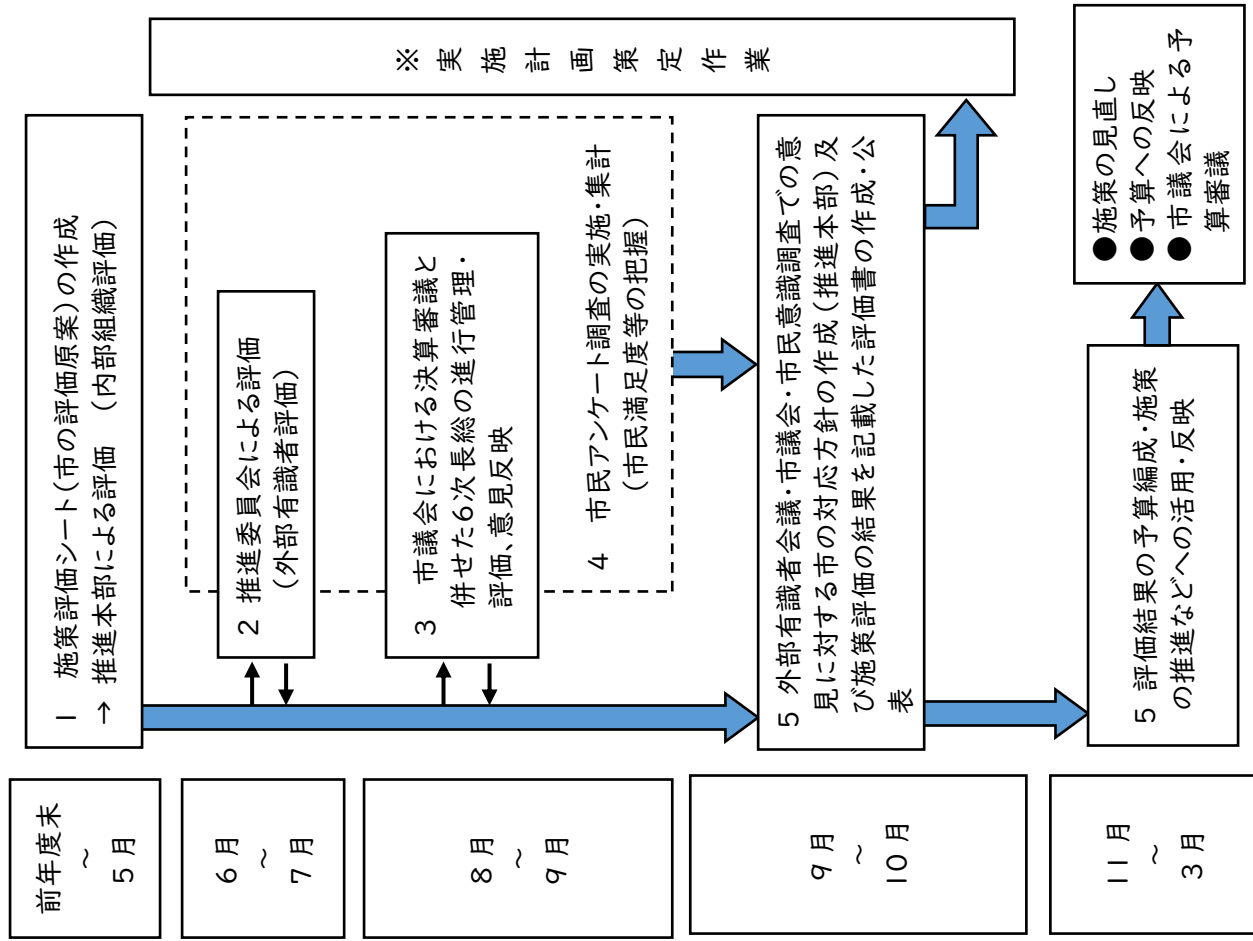 前年度末
～
5月
1　施策評価シート(市の評価原案)の作成
→ 推進本部による評価　(内部組織評価)
6月
～
7月
2 推進委員会による評価
(外部有識者評価)
8月
～
9月
3　市議会における決算審議と
併せた6次長総の進行管理・
評価、意見反映
4　市民アンケート調査の実施・集計
(市民満足度等の把握)
※実施計画策定作業
9月
～
10月
5 外部有識者会議・市議会・市民意識調査での意
見に対する市の対応方針の作成(推進本部)及
び施策評価の結果を記載した評価書の作成・公
表
11月
～
3月
5 評価結果の予算編成・施策
の推進などへの活用・反映
●施策の見直し
●予算への反映
●市議会による予
算審議